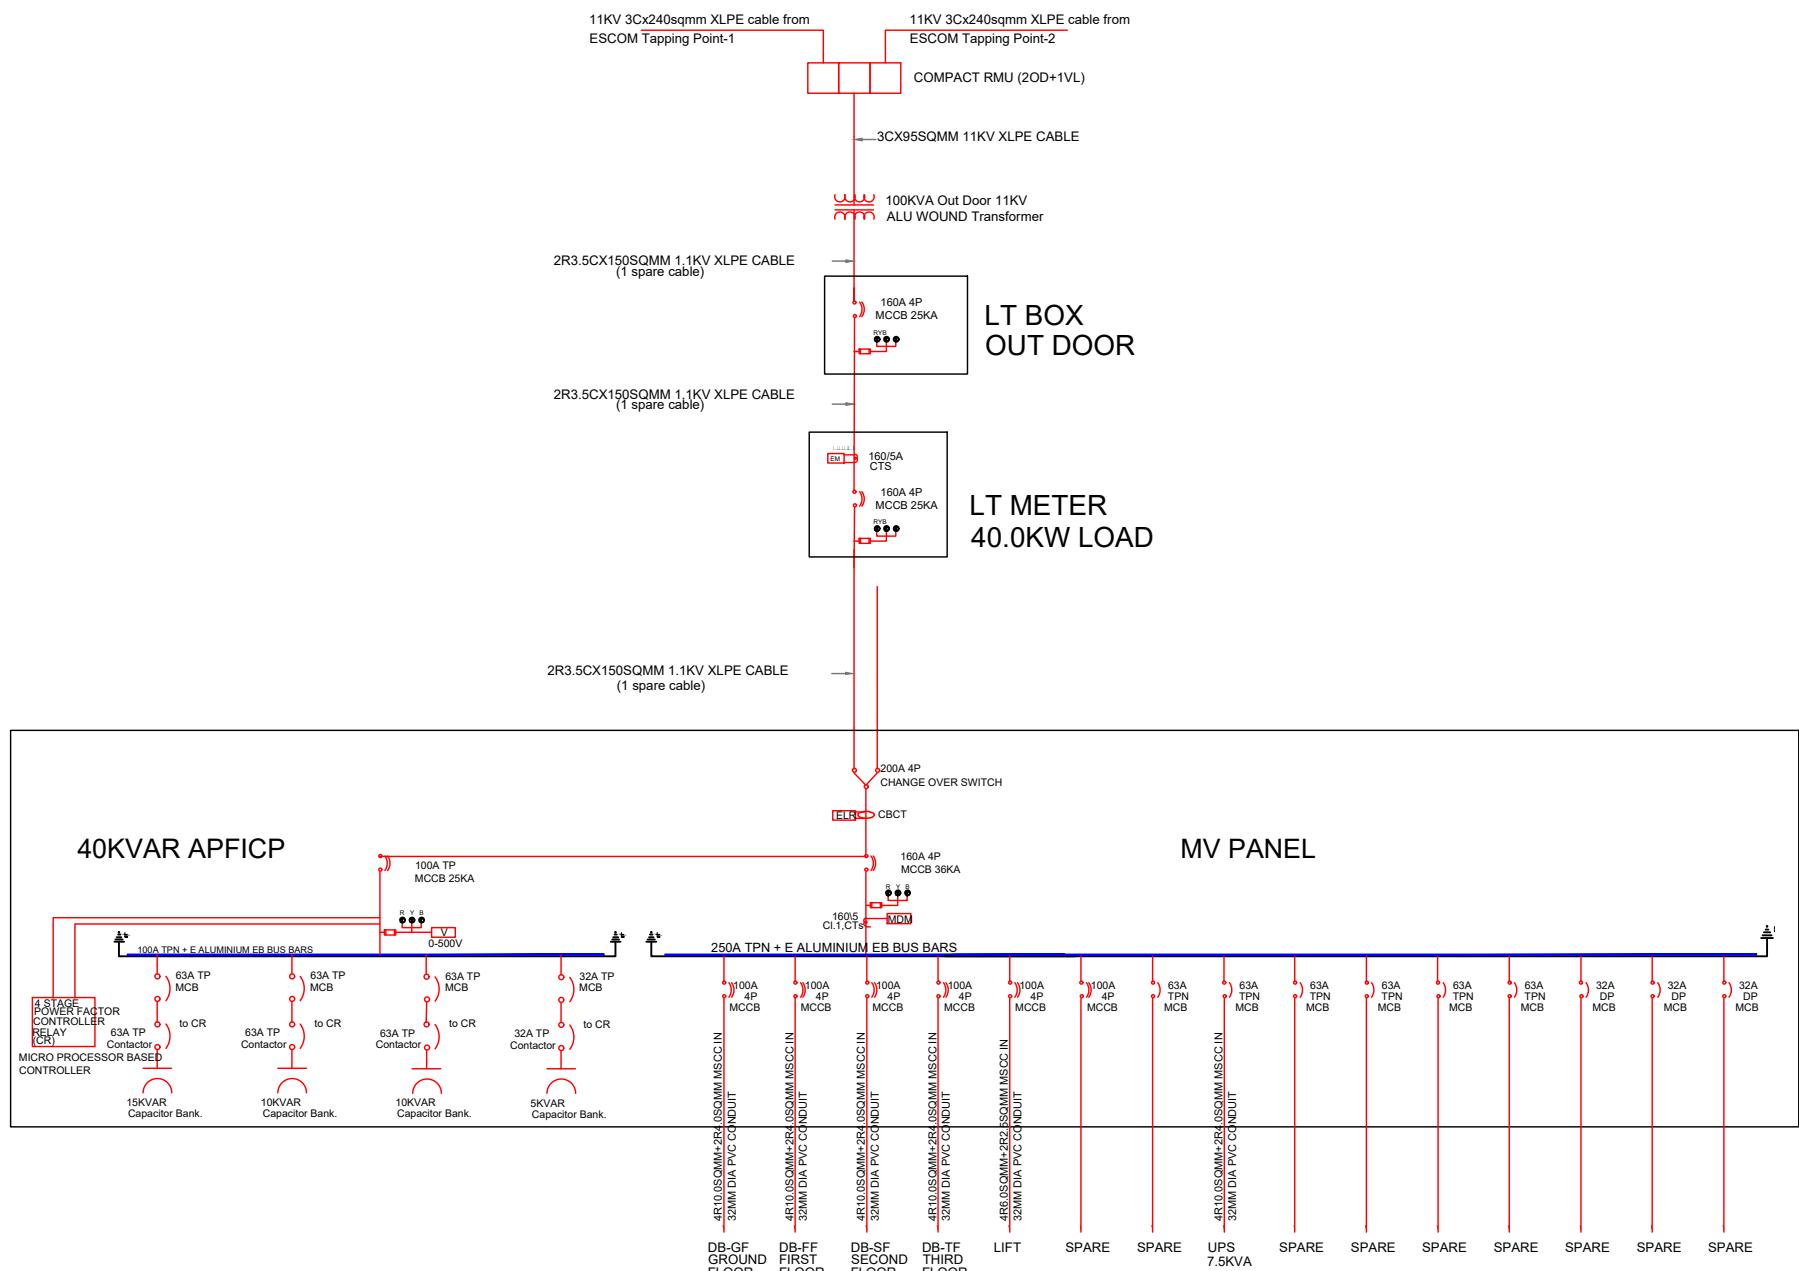 11KV 3Cx240sqmm XLPE cable from
ESCOM Tapping Point-1
11KV 3Cx240sqmm XLPE cable from
ESCOM Tapping Point-2
COMPACT RMU (2OD+1VL)
3CX95SQMM 11KV XLPE CABLE
100KVA Out Door 11KV
ALU WOUND Transformer
2R3.5CX150SQMM 1.1KV XLPE CABLE
(1 spare cable)
160A 4P
MCCB 25KA
RYB
LT BOX
OUT DOOR
2R3.5CX150SQMM 1.1KV XLPE CABLE
(1 spare cable)
EM
160/5A
CTS
160A 4P
MCCB 25KA
RYB
LT METER
40.0KW LOAD
2R3.5CX150SQMM 1.1KV XLPE CABLE
(1 spare cable)
200A 4P
CHANGE OVER SWITCH
ELR
CBCT
40KVAR APFICP
MV PANEL
100A TP
MCCB 25KA
160A 4P
MCCB 36KA
R Y B
V
0-500V
R Y B
160\5
Cl.1,CTs
MDM
100A TPN + E ALUMINIUM EB BUS BARS
250A TPN + E ALUMINIUM EB BUS BARS
4 STAGE
POWER FACTOR
CONTROLLER
RELAY
(CR)
MICRO PROCESSOR BASED
CONTROLLER
63A TP
MCB
to CR
63A TP
Contactor
15KVAR
Capacitor Bank.
63A TP
MCB
to CR
63A TP
Contactor
10KVAR
Capacitor Bank.
63A TP
MCB
to CR
63A TP
Contactor
10KVAR
Capacitor Bank.
32A TP
MCB
to CR
32A TP
Contactor
5KVAR
Capacitor Bank.
100A
4P
MCCB
4R10.0SQMM+2R4.0SQMM MSCC IN
32MM DIA PVC CONDUIT
DB-GF
GROUND
FLOOR
100A
4P
MCCB
4R10.0SQMM+2R4.0SQMM MSCC IN
32MM DIA PVC CONDUIT
DB-FF
FIRST
FLOOR
100A
4P
MCCB
4R10.0SQMM+2R4.0SQMM MSCC IN
32MM DIA PVC CONDUIT
DB-SF
SECOND
FLOOR
100A
4P
MCCB
4R10.0SQMM+2R4.0SQMM MSCC IN
32MM DIA PVC CONDUIT
DB-TF
THIRD
FLOOR
100A
4P
MCCB
4R6.0SQMM+2R2.5SQMM MSCC IN
32MM DIA PVC CONDUIT
LIFT
100A
4P
MCCB
SPARE
63A
TPN
MCB
SPARE
63A
TPN
MCB
4R10.0SQMM+2R4.0SQMM MSCC IN
32MM DIA PVC CONDUIT
UPS
7.5KVA
63A
TPN
MCB
SPARE
63A
TPN
MCB
SPARE
63A
TPN
MCB
SPARE
63A
TPN
MCB
SPARE
32A
DP
MCB
SPARE
32A
DP
MCB
SPARE
32A
DP
MCB
SPARE